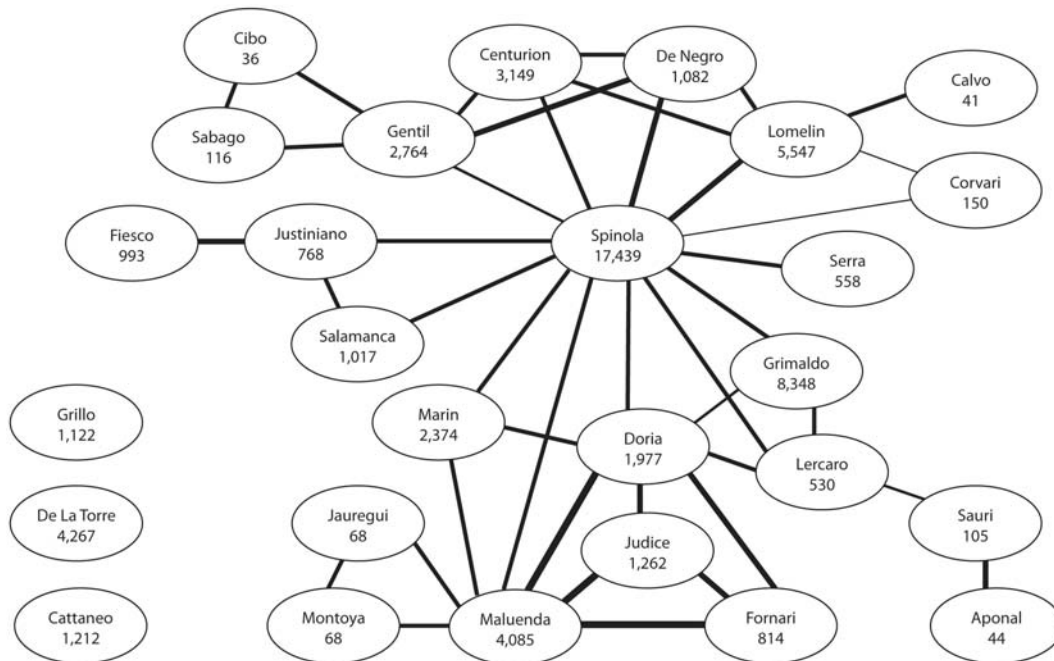 Cibo
36
Centurion
3,149
De Negro
1,082
Calvo
41
Sabago
116
Gentil
2,764
Lomelin
5,547
Corvari
150
Fiesco
993
Justiniano
768
Spinola
17,439
Serra
558
Salamanca
1,017
Grimaldo
8,348
Grillo
1,122
Marin
2,374
Doria
1,977
Lercaro
530
De La Torre
4,267
Jauregui
68
Judice
1,262
Sauri
105
Cattaneo
1,212
Montoya
68
Maluenda
4,085
Fornari
814
Aponal
44